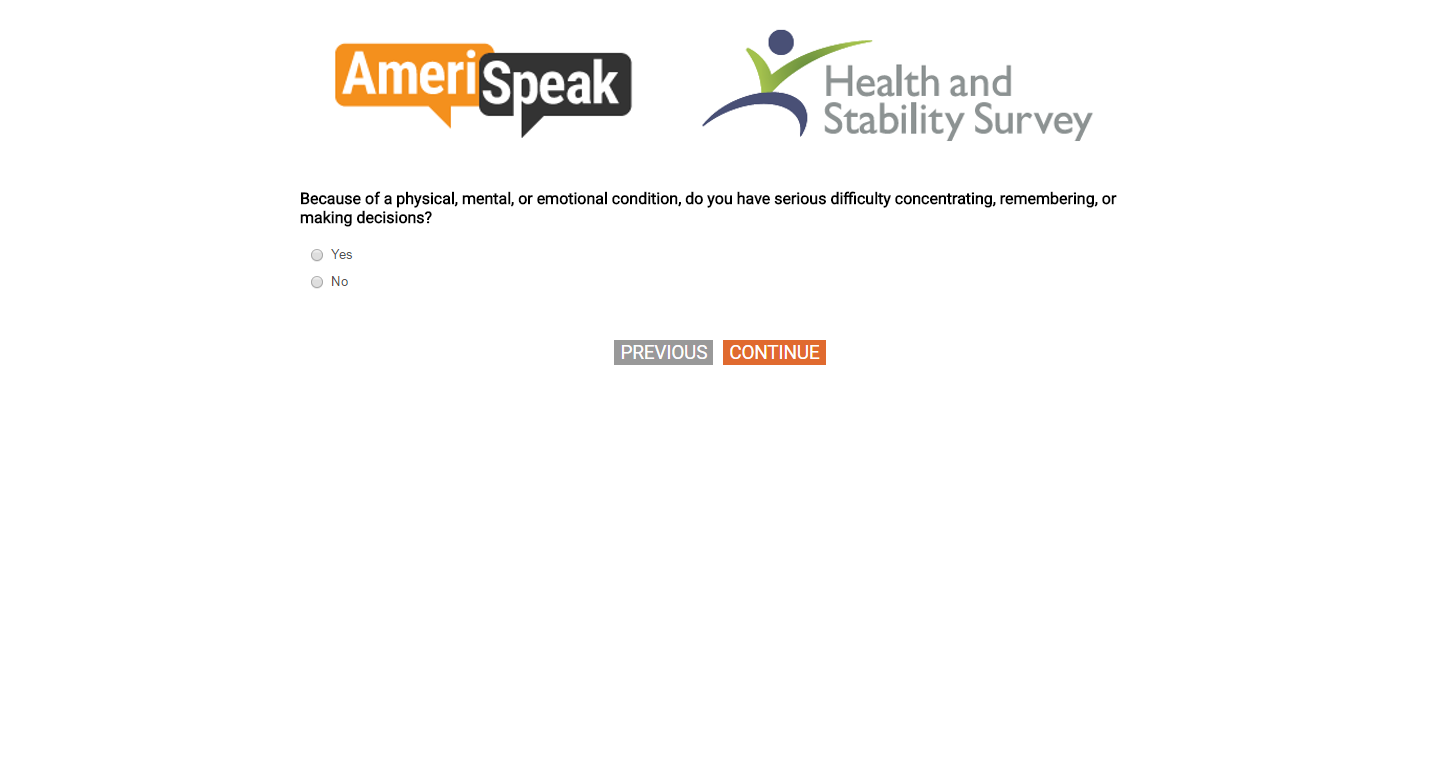 AmeriSpeak
Health and
Stability Survey
Because of a physical, mental, or emotional condition, do you have serious difficulty concentrating, remembering, or
making decisions?
Yes
No
PREVIOUS CONTINUE